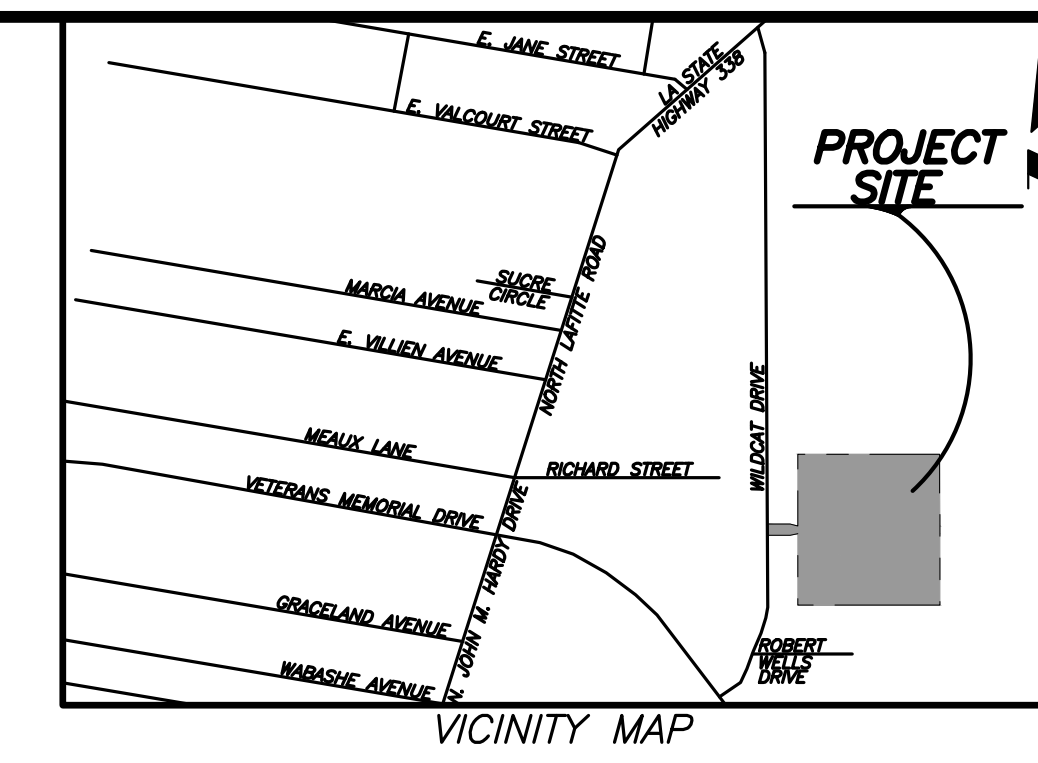 E. JANE STREET
LA STATE
HIGHWAY 338
E. VALCOURT STREET
PROJECT
SITE
NORTH LAFITTE ROAD
SUCRE
CIRCLE
MARCIA AVENUE
E. VILLIEN AVENUE
WILDCAT DRIVE
MEAUX LANE
RICHARD STREET
VETERANS MEMORIAL DRIVE
N. JOHN M. HARDY DRIVE
GRACELAND AVENUE
ROBERT
WELLS
DRIVE
WABASHE AVENUE
VICINITY MAP